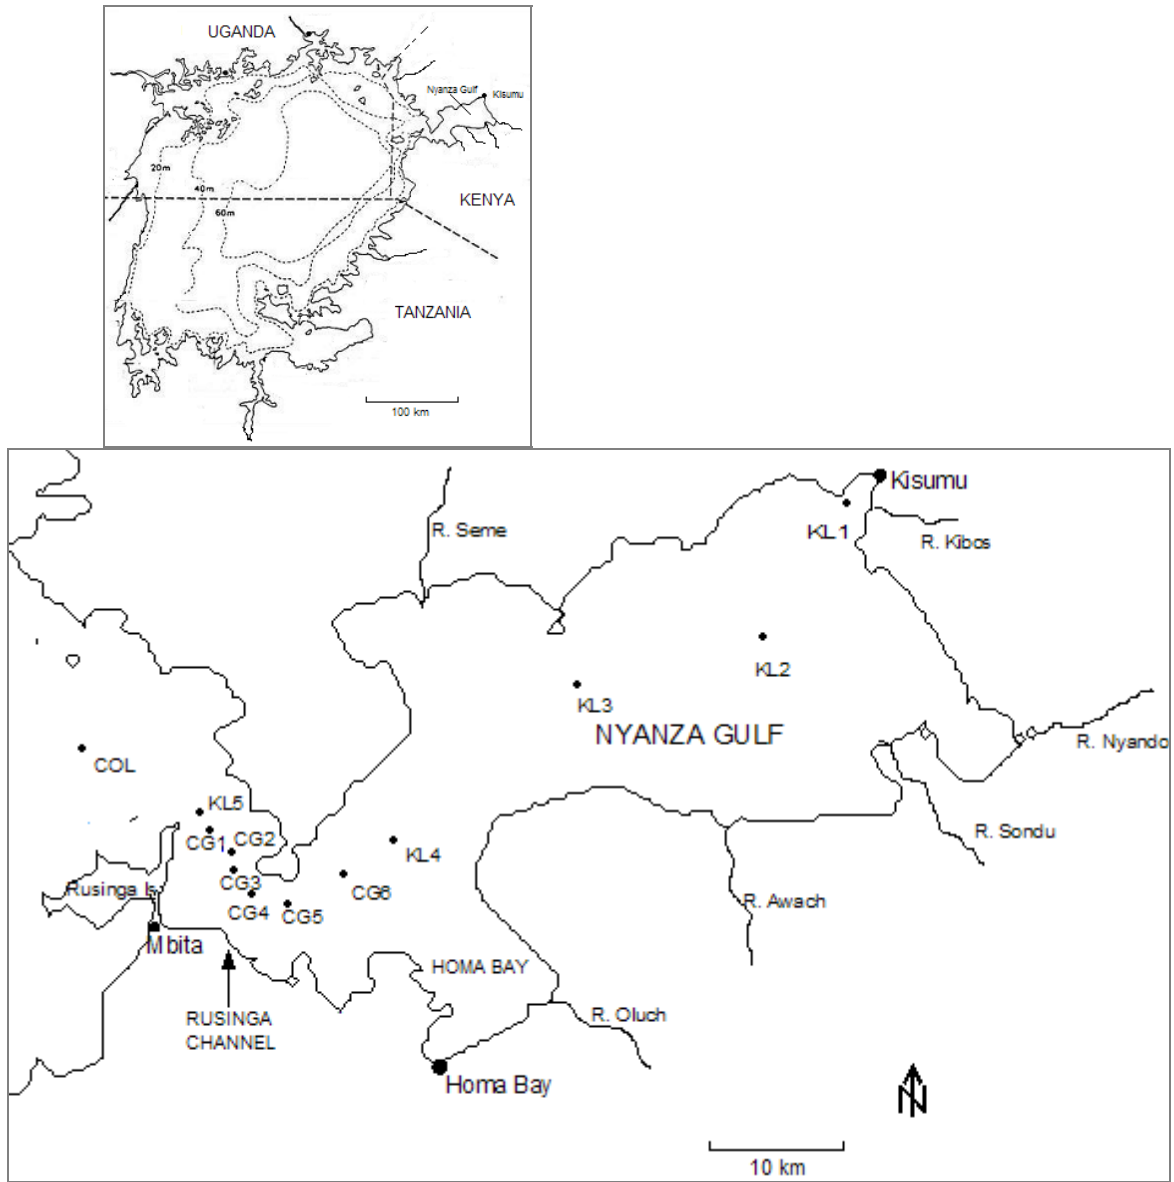 UGANDA
Nyanza Gulf
Kisumu
20m
40m
60m
KENYA
TANZANIA
100 km
Kisumu
R. Seme
KL1
R. Kibos
KL2
KL3
NYANZA GULF
R. Nyando
COL
KL5
CG1
CG2
R. Sondu
KL4
CG3
Rusinga Is
CG6
R. Awach
CG4
CG5
Mbita
HOMA BAY
RUSINGA
CHANNEL
R. Oluch
Homa Bay
N
10 km